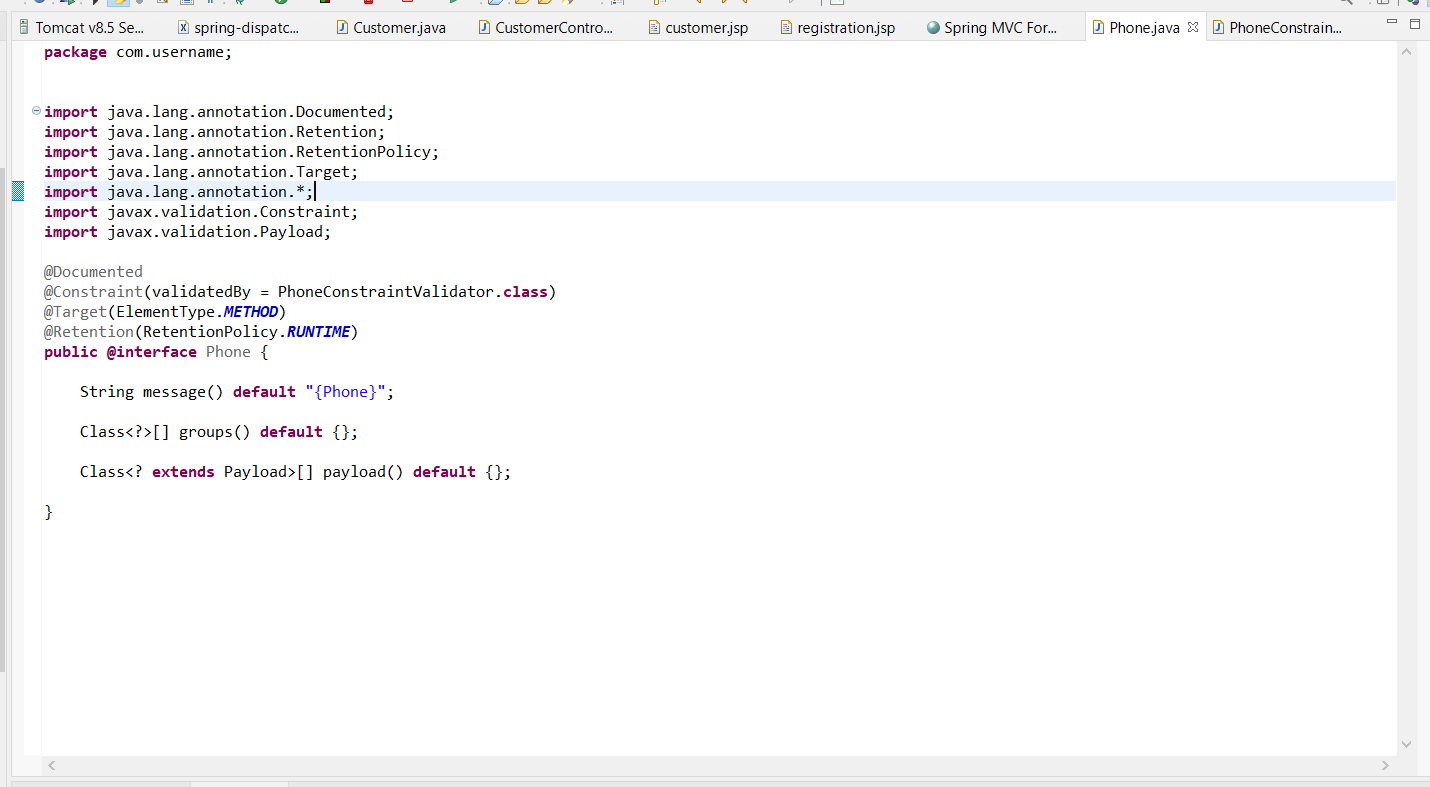 Tomcat v8.5 Se...
spring-dispatc...
Customer.java
CustomerContro...
customer.jsp
registration.jsp
Spring MVC For...
Phone.java
PhoneConstrain...
package com.username;
import java.lang.annotation.Documented;
import java.lang.annotation.Retention;
import java.lang.annotation.RetentionPolicy;
import java.lang.annotation.Target;
import java.lang.annotation.*;
import javax.validation.Constraint;
import javax.validation.Payload;
@Documented
@Constraint(validatedBy = PhoneConstraintValidator.class)
@Target(ElementType.METHOD)
@Retention(RetentionPolicy.RUNTIME)
public @interface Phone {
String message() default "{Phone}";
Class<?>[] groups() default {};
Class<? extends Payload>[] payload() default {};
}